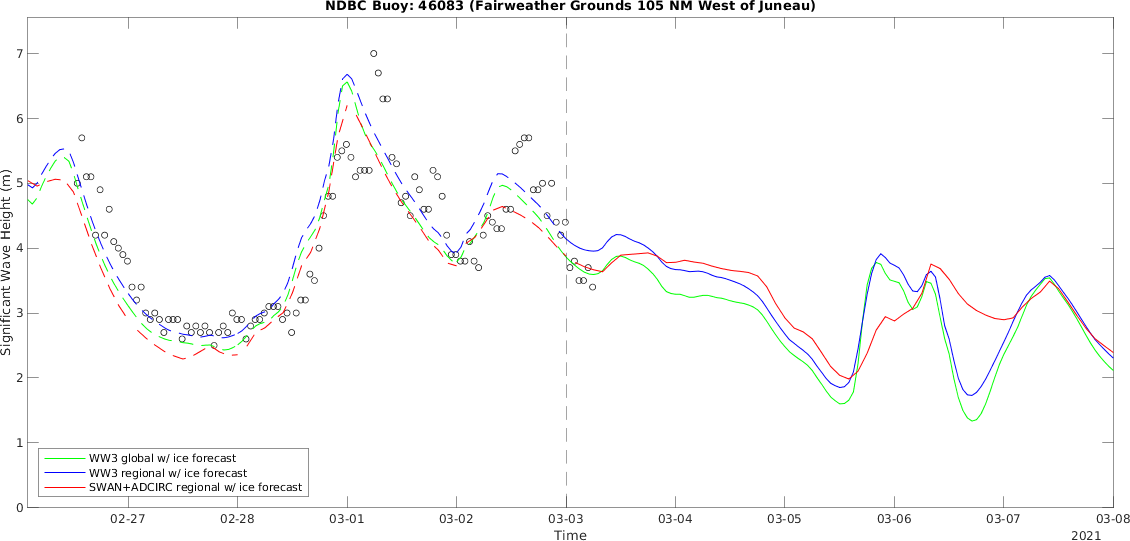 NDBC Buoy: 46083 (Fairweather Grounds 105 NM West of Juneau)
Significant Wave Height (m)
7
6
5
4
3
2
1
0
WW3 global w/ ice forecast
WW3 regional w/ ice forecast
SWAN+ADCIRC regional w/ ice forecast
02-27 02-28 03-01 03-02 03-03 03-04 03-05 03-06 03-07 03-08
Time
2021